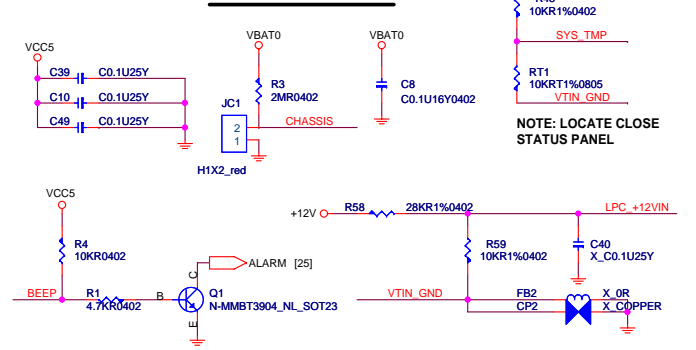 10KR1%0402
SYS_TMP
RT1
10KRT1%0805
VTIN_GND
NOTE: LOCATE CLOSE
STATUS PANEL
VCC5
C39 C0.1U25Y
C10 C0.1U25Y
C49 C0.1U25Y
VBAT0
R3
2MR0402
JC1
2
1
CHASSIS
H1X2_red
VBAT0
C8
C0.1U16Y0402
VCC5
R4
10KR0402
BEEP
R1
4.7KR0402
B
C
E
ALARM [25]
Q1
N-MMBT3904_NL_SOT23
+12V
R58 28KR1%0402
LPC_+12VIN
R59
10KR1%0402
C40
X_C0.1U25Y
VTIN_GND
FB2 X_0R
CP2 X_COPPER